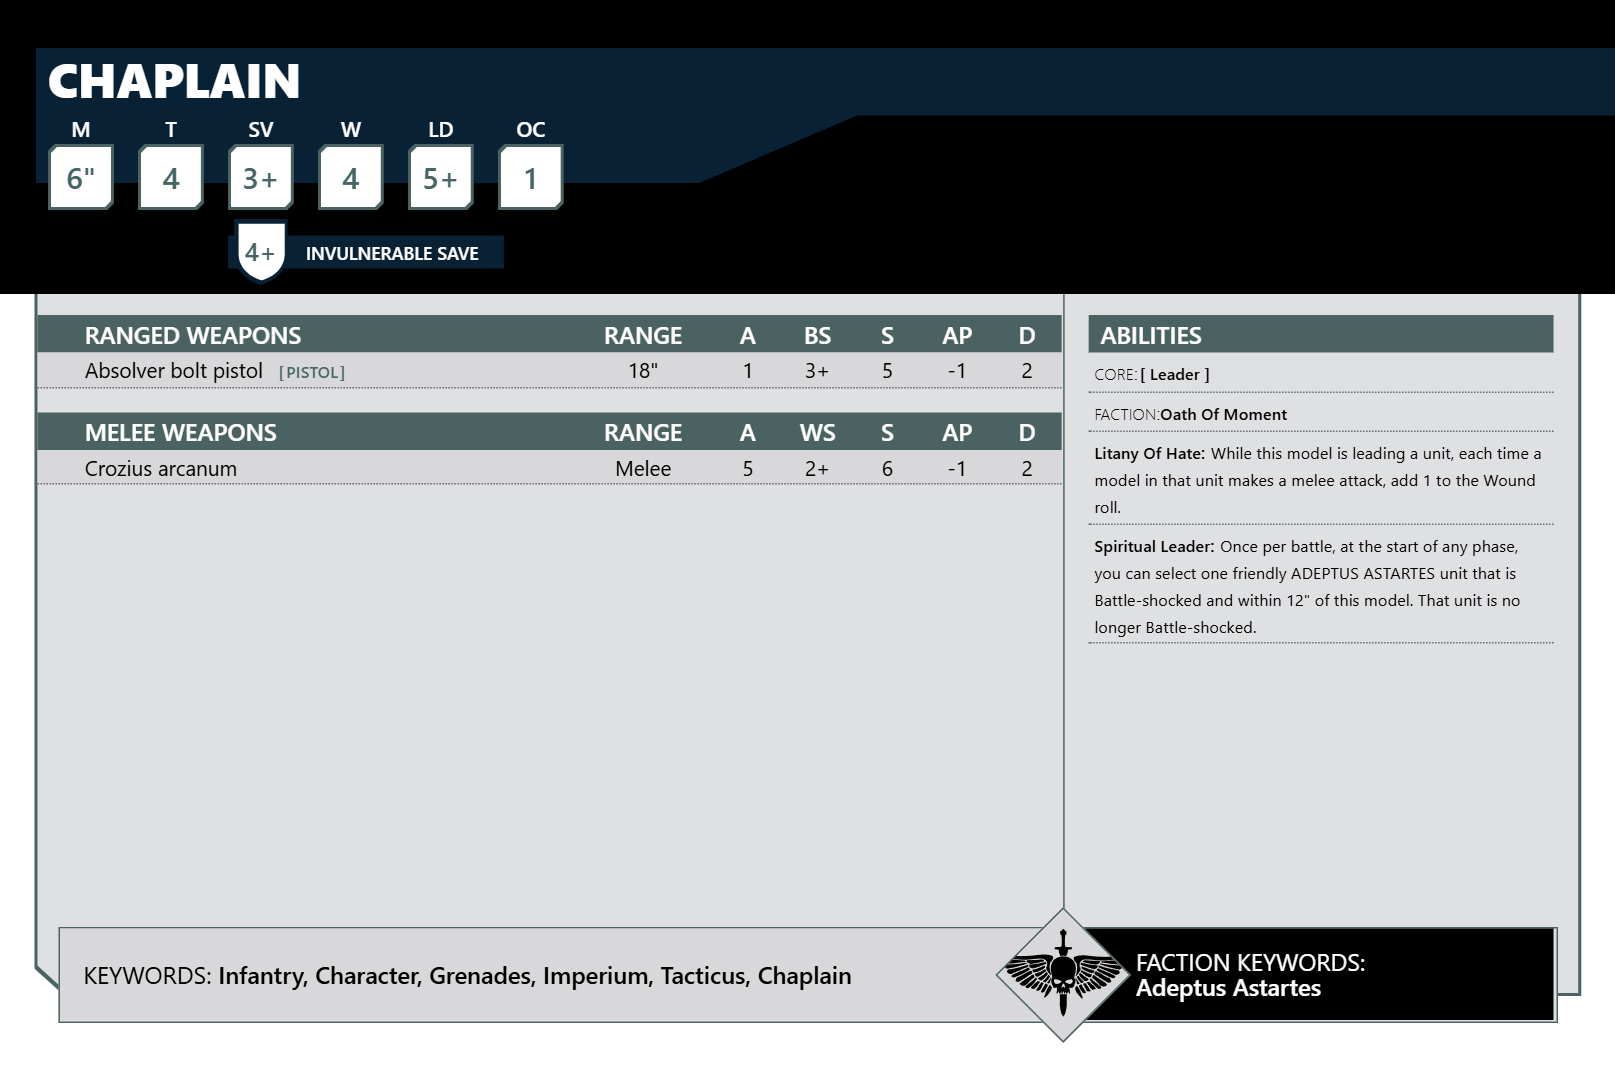 CHAPLAIN
M T SV W LD OC
6" 4 3+ 4 5+ 1
4+ INVULNERABLE SAVE
RANGED WEAPONS RANGE A BS S AP D
Absolver bolt pistol [PISTOL] 18" 1 3+ 5 -1 2
MELEE WEAPONS RANGE A WS S AP D
Crozius arcanum Melee 5 2+ 6 -1 2
ABILITIES
CORE:[ Leader ]
FACTION:Oath Of Moment
Litany Of Hate: While this model is leading a unit, each time a
model in that unit makes a melee attack, add 1 to the Wound
roll.
Spiritual Leader: Once per battle, at the start of any phase,
you can select one friendly ADEPTUS ASTARTES unit that is
Battle-shocked and within 12" of this model. That unit is no
longer Battle-shocked.
KEYWORDS: Infantry, Character, Grenades, Imperium, Tacticus, Chaplain
FACTION KEYWORDS:
Adeptus Astartes